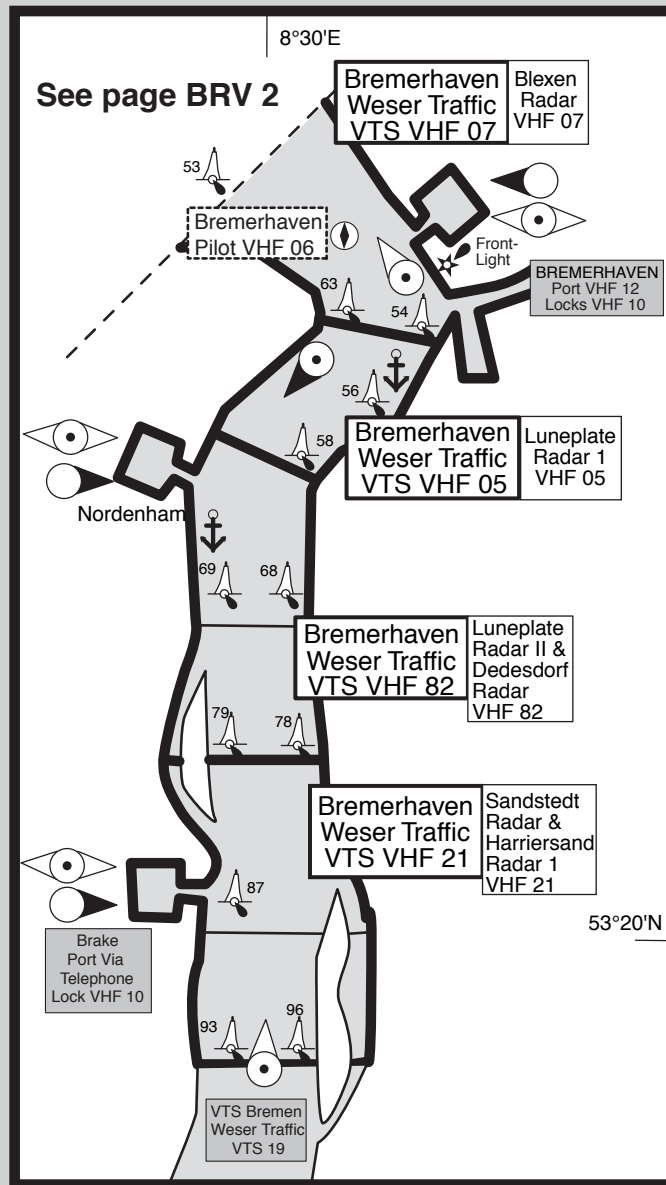 8°30'E
See page BRV 2
Bremerhaven
Weser Traffic
VTS VHF 07
Blexen
Radar
VHF 07
53
Bremerhaven
Pilot VHF 06
Front-
Light
BREMERHAVEN
Port VHF 12
Locks VHF 10
63
54
56
58
Bremerhaven
Weser Traffic
VTS VHF 05
Luneplate
Radar 1
VHF 05
Nordenham
69
68
Bremerhaven
Weser Traffic
VTS VHF 82
Luneplate
Radar II &
Dedesdorf
Radar
VHF 82
79
78
Bremerhaven
Weser Traffic
VTS VHF 21
Sandstedt
Radar &
Harriersand
Radar 1
VHF 21
87
53°20'N
Brake
Port Via
Telephone
Lock VHF 10
93
96
VTS Bremen
Weser Traffic
VTS 19